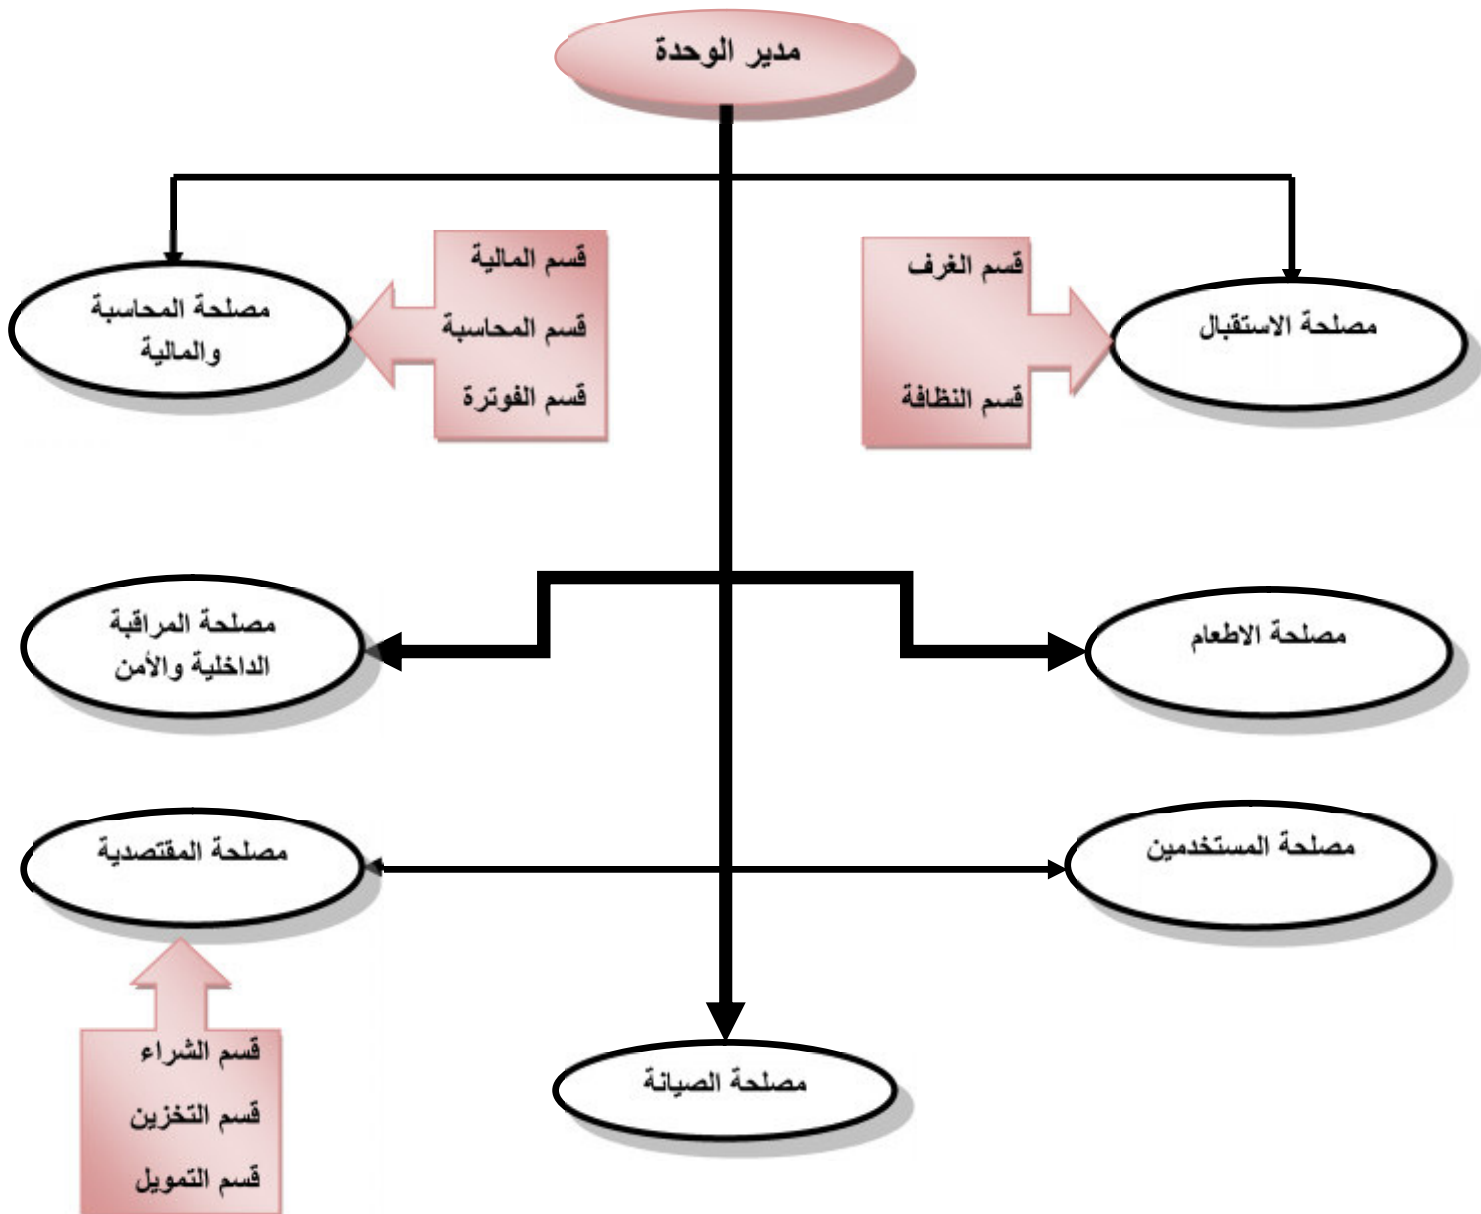 مدير الوحدة
قسم الغرف
قسم النظافة
مصلحة الاستقبال
قسم المالية
قسم المحاسبة
قسم الفوترة
مصلحة المحاسبة
والمالية
مصلحة الاطعام
مصلحة المراقبة
الداخلية والأمن
مصلحة المستخدمين
مصلحة المقتصدية
مصلحة الصيانة
قسم الشراء
قسم التخزين
قسم التمويل